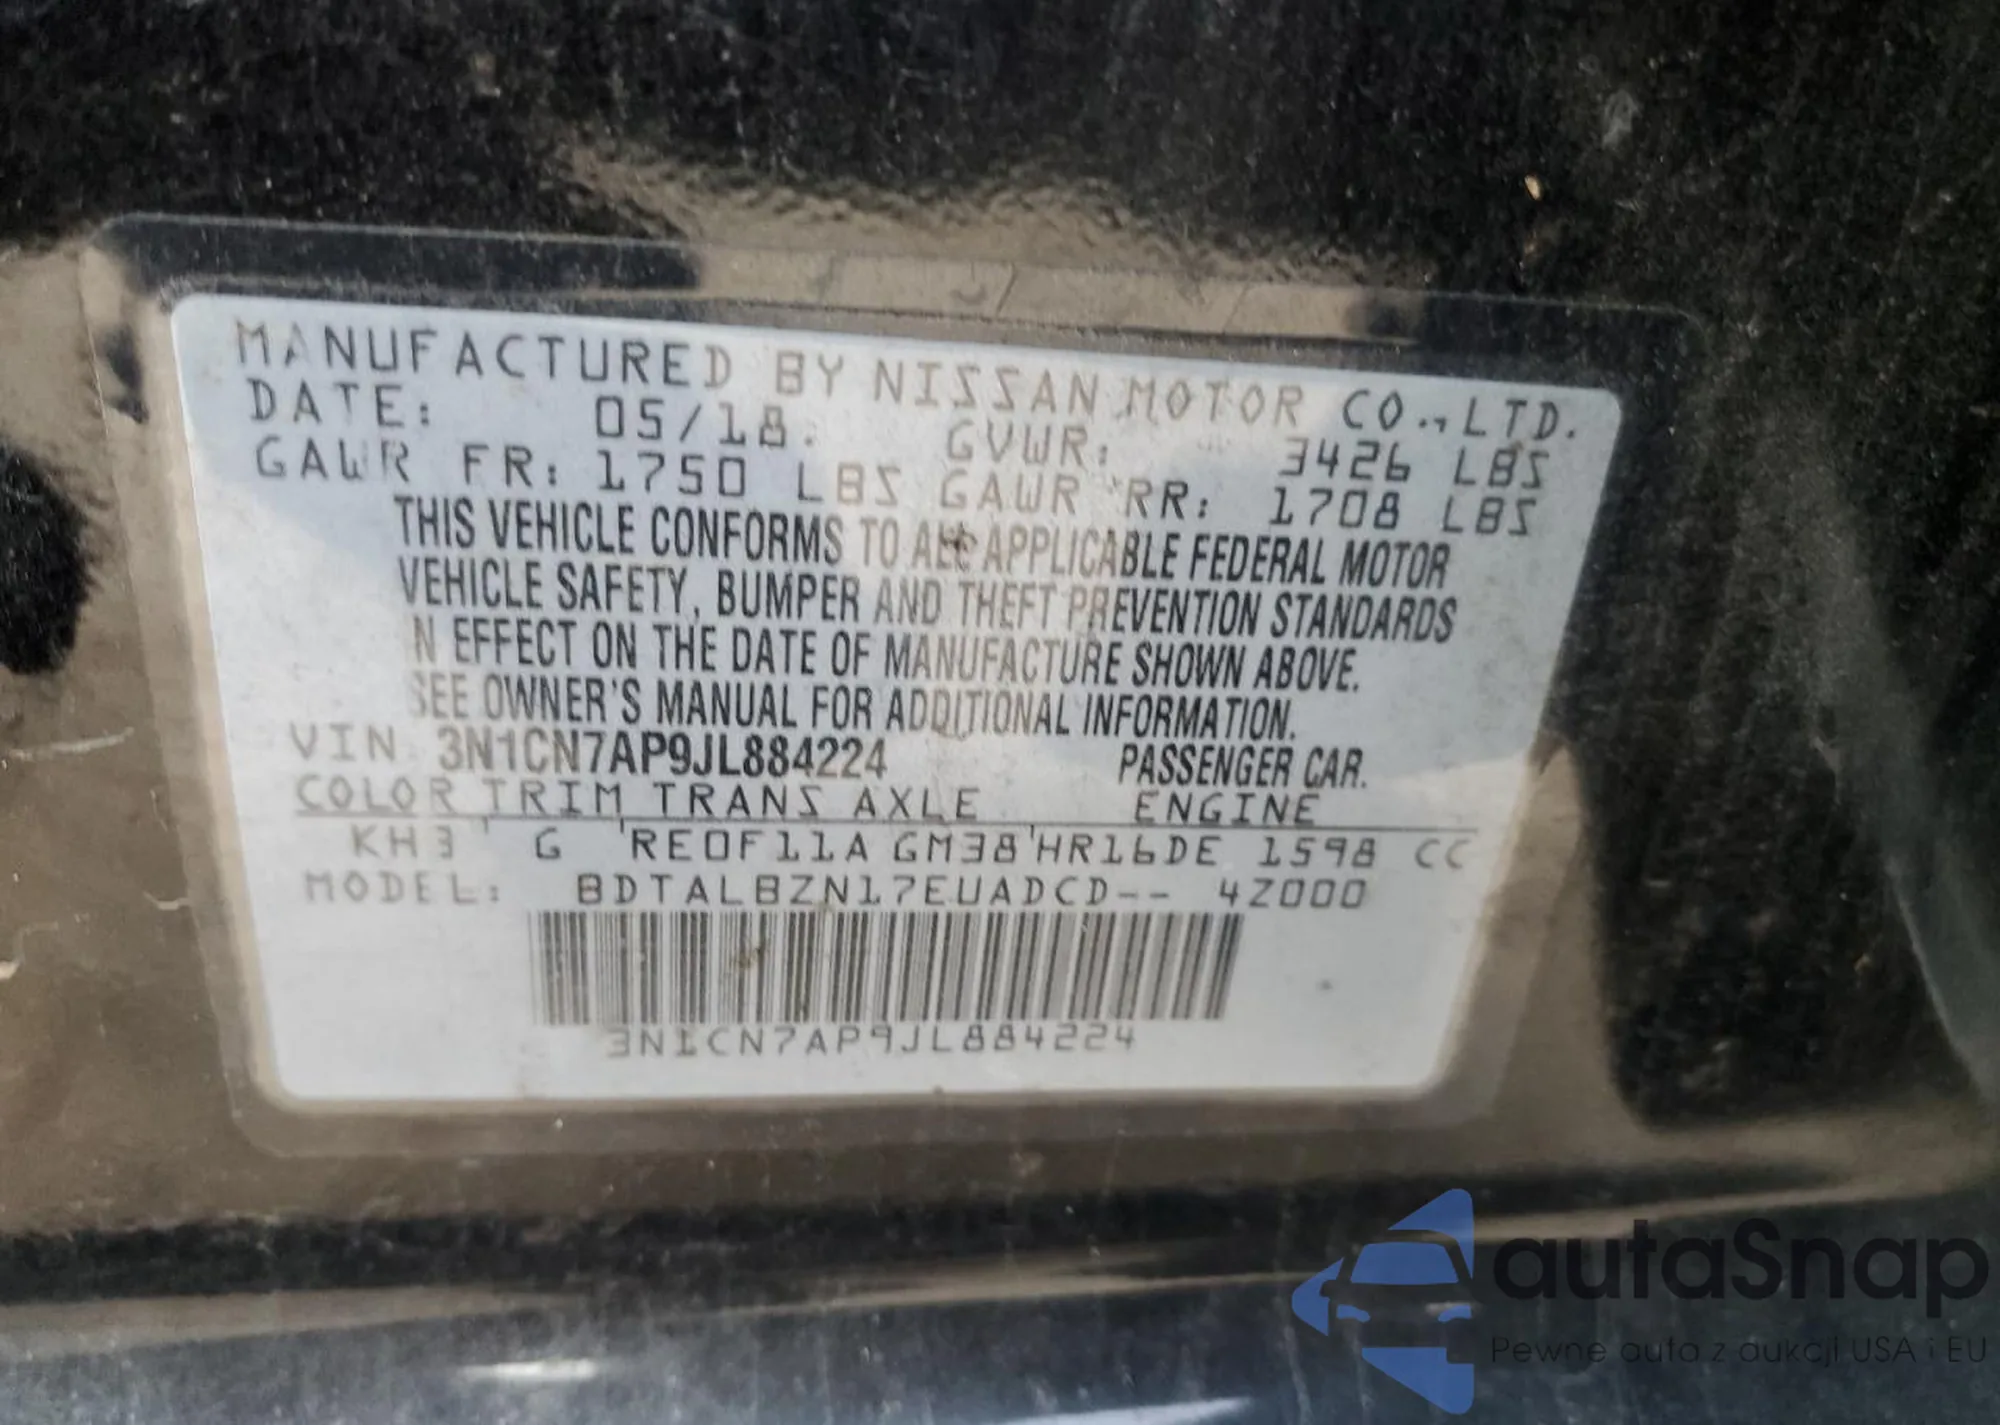 MANUFACTURED BY NISSAN MOTOR CO.,LTD.
DATE: 05/18. GVWR: 3426 LBS
GAWR FR: 1750 LBS GAWR RR: 1708 LBS
THIS VEHICLE CONFORMS TO ALL APPLICABLE FEDERAL MOTOR
VEHICLE SAFETY, BUMPER AND THEFT PREVENTION STANDARDS
IN EFFECT ON THE DATE OF MANUFACTURE SHOWN ABOVE.
SEE OWNER'S MANUAL FOR ADDITIONAL INFORMATION.
VIN: 3N1CN7AP9JL884224 PASSENGER CAR.
COLOR TRIM TRANS AXLE ENGINE
KH3 G RE0F11A GM38 HR16DE 1598 CC
MODEL: BDTALBZN17EUADCD-- 4Z000
3N1CN7AP9JL884224
autaSnap
Pewne auta z aukcji USA i EU